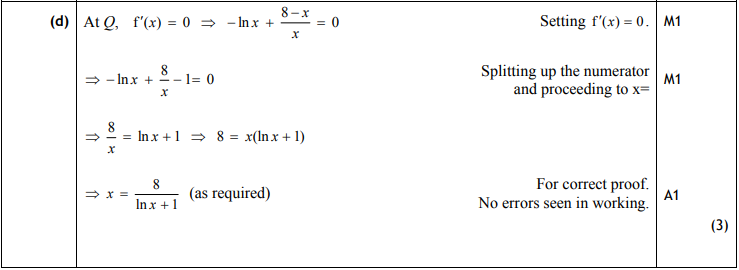 (d) At Q, f′(x) = 0 ⇒ −ln x + (8 − x)/x = 0 Setting f′(x) = 0. M1
⇒ −ln x + 8/x − 1 = 0 Splitting up the numerator and proceeding to x= M1
⇒ 8/x = ln x + 1 ⇒ 8 = x(ln x + 1)
⇒ x = 8/(ln x + 1) (as required) For correct proof. No errors seen in working. A1
(3)